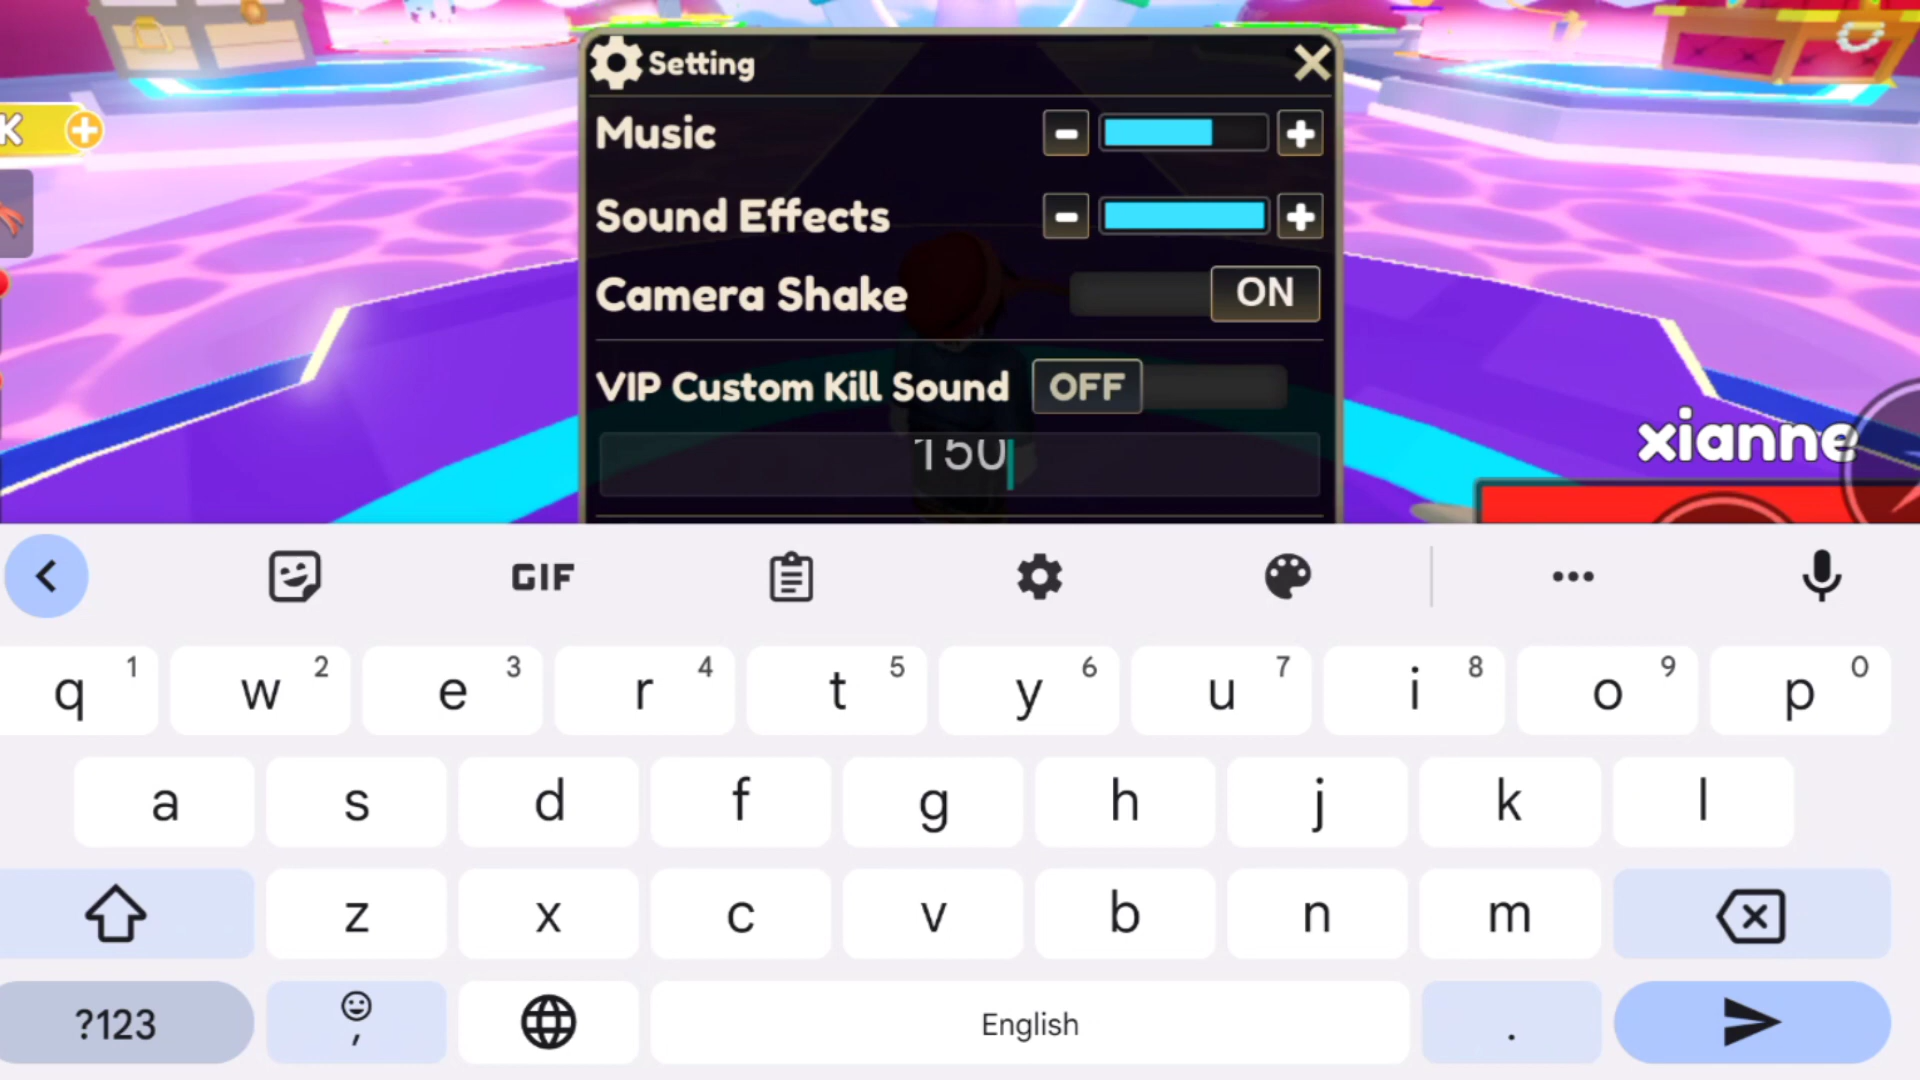 Setting
K
Music
Sound Effects
Camera Shake ON
VIP Custom Kill Sound OFF
150
xianne
GIF
q 1 w 2 e 3 r 4 t 5 y 6 u 7 i 8 o 9 p 0
a s d f g h j k l
z x c v b n m
?123 , English .